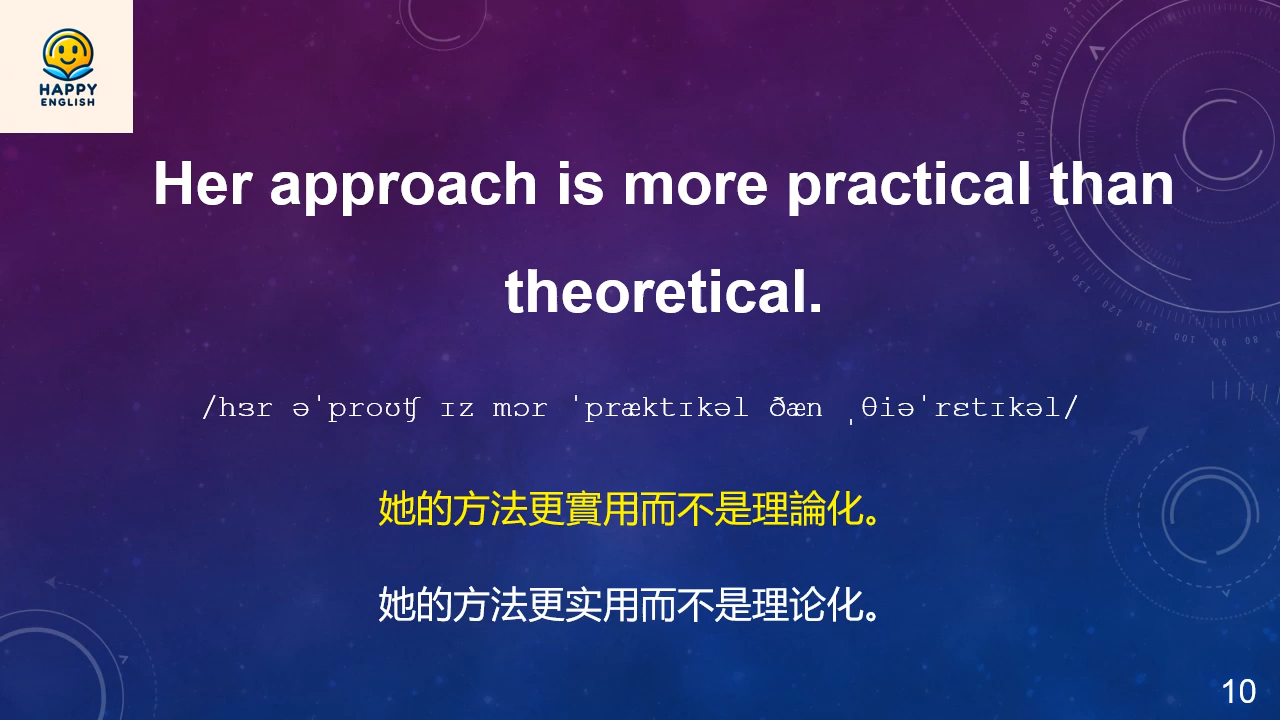 HAPPY
ENGLISH
Her approach is more practical than
theoretical.
/hɜr əˈproʊʧ ɪz mɔr ˈpræktɪkəl ðæn ˌθiəˈrɛtɪkəl/
她的方法更實用而不是理論化。
她的方法更实用而不是理论化。
10